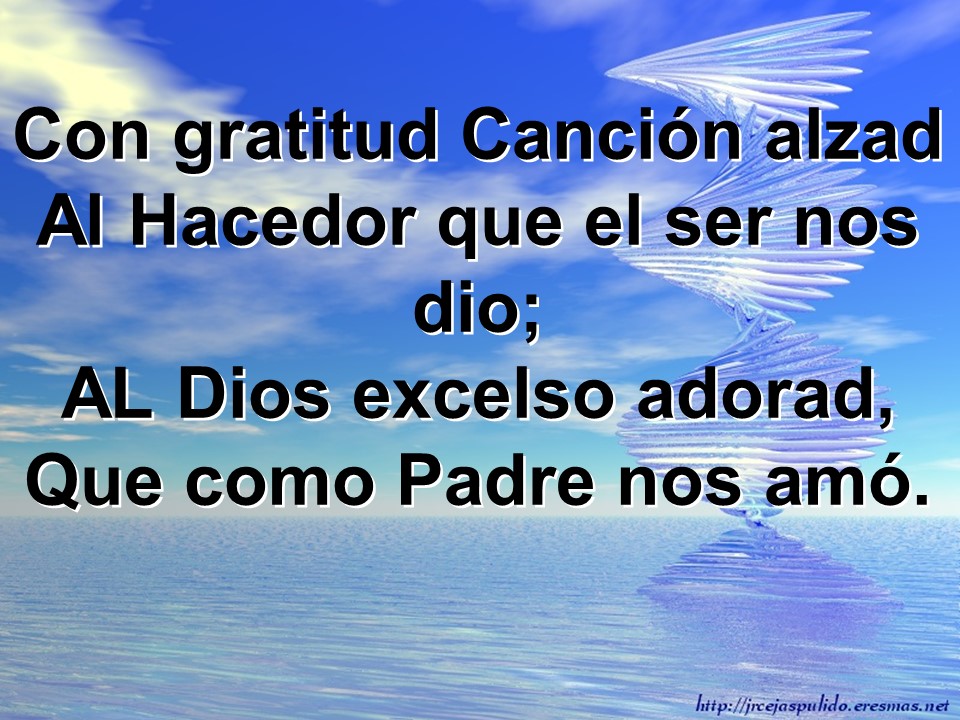 Con gratitud Canción alzad
Al Hacedor que el ser nos
dio;
AL Dios excelso adorad,
Que como Padre nos amó.
http://jrcejaspulido.eresmas.net